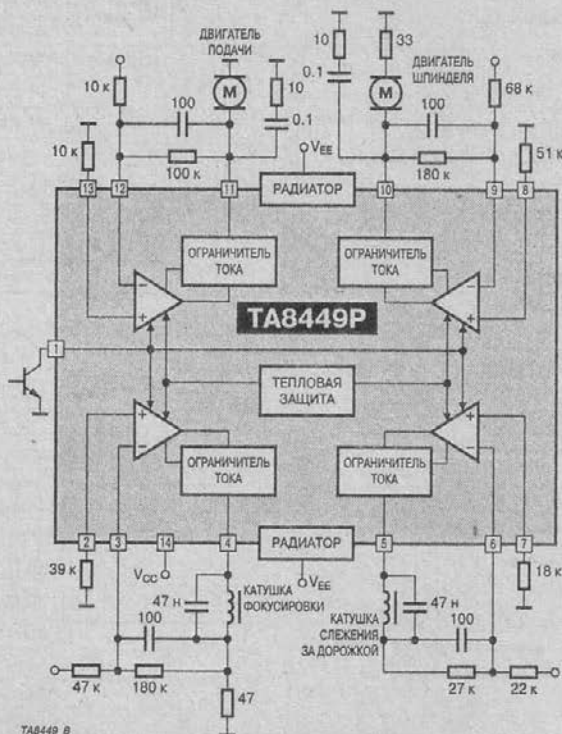 ДВИГАТЕЛЬ
ПОДАЧИ
10 к
100
10
0.1
10 к
100 к
13
12
11
10
0.1
33
ДВИГАТЕЛЬ
ШПИНДЕЛЯ
M
M
100
68 к
180 к
51 к
VEE
РАДИАТОР
10
9
8
ОГРАНИЧИТЕЛЬ
ТОКА
ОГРАНИЧИТЕЛЬ
ТОКА
−
+
−
+
TA8449P
1
ТЕПЛОВАЯ
ЗАЩИТА
+
−
+
−
ОГРАНИЧИТЕЛЬ
ТОКА
ОГРАНИЧИТЕЛЬ
ТОКА
2
3
14
4
РАДИАТОР
5
6
7
39 к
VCC
VEE
18 к
47 н
КАТУШКА
ФОКУСИРОВКИ
100
КАТУШКА
СЛЕЖЕНИЯ
ЗА ДОРОЖКОЙ
47 н
100
47 к
180 к
47
27 к
22 к
TA8449_B